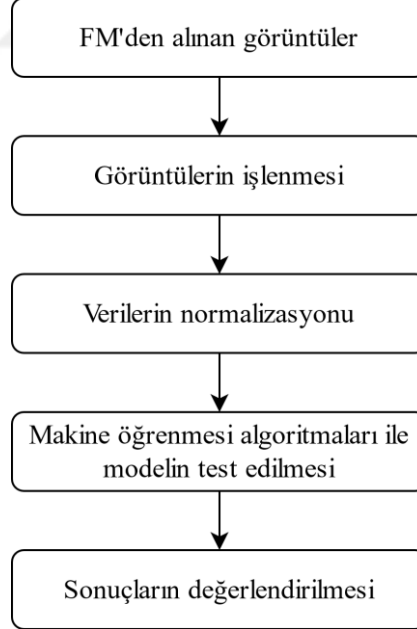 FM'den alınan görüntüler
Görüntülerin işlenmesi
Verilerin normalizasyonu
Makine öğrenmesi algoritmaları ile
modelin test edilmesi
Sonuçların değerlendirilmesi